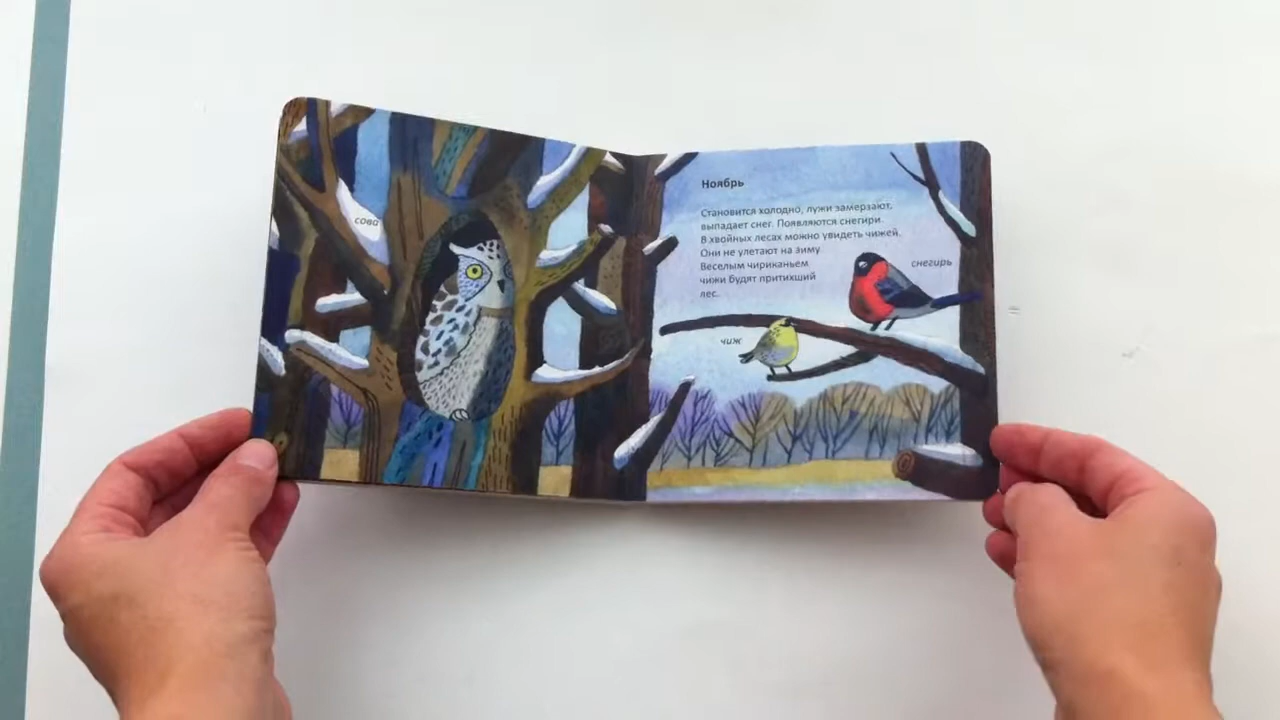 сова
Ноябрь
Становится холодно, лужи замерзают,
выпадает снег. Появляются снегири.
В хвойных лесах можно увидеть чижей.
Они не улетают на зиму
Веселым чириканьем
чижи будят притихший
лес.
снегирь
чиж